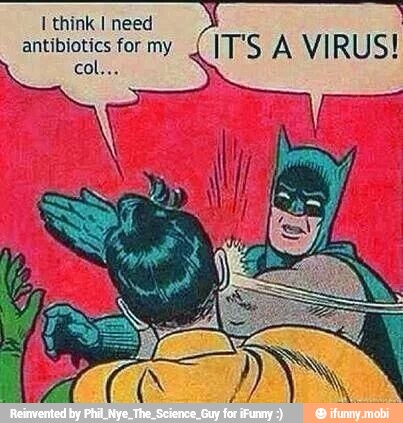 I think I need
antibiotics for my
col...
IT'S A VIRUS!
Reinvented by Phil_Nye_The_Science_Guy for iFunny :)
ifunny.mobi